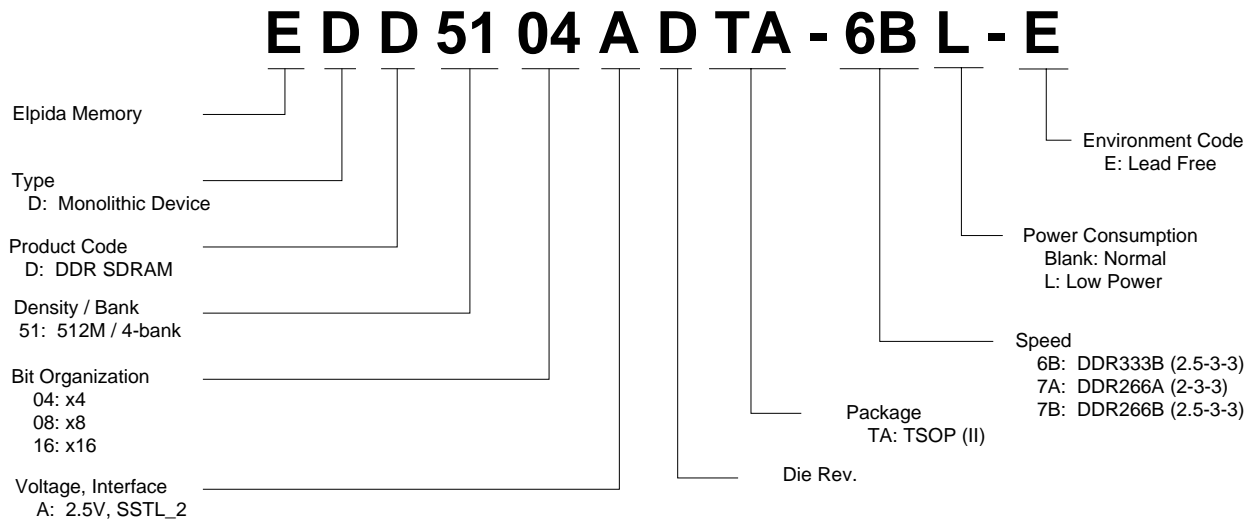 E D D 51 04 A D TA - 6B L - E
Elpida Memory
Type
D: Monolithic Device
Product Code
D: DDR SDRAM
Density / Bank
51: 512M / 4-bank
Bit Organization
04: x4
08: x8
16: x16
Voltage, Interface
A: 2.5V, SSTL_2
Environment Code
E: Lead Free
Power Consumption
Blank: Normal
L: Low Power
Speed
6B: DDR333B (2.5-3-3)
7A: DDR266A (2-3-3)
7B: DDR266B (2.5-3-3)
Package
TA: TSOP (II)
Die Rev.